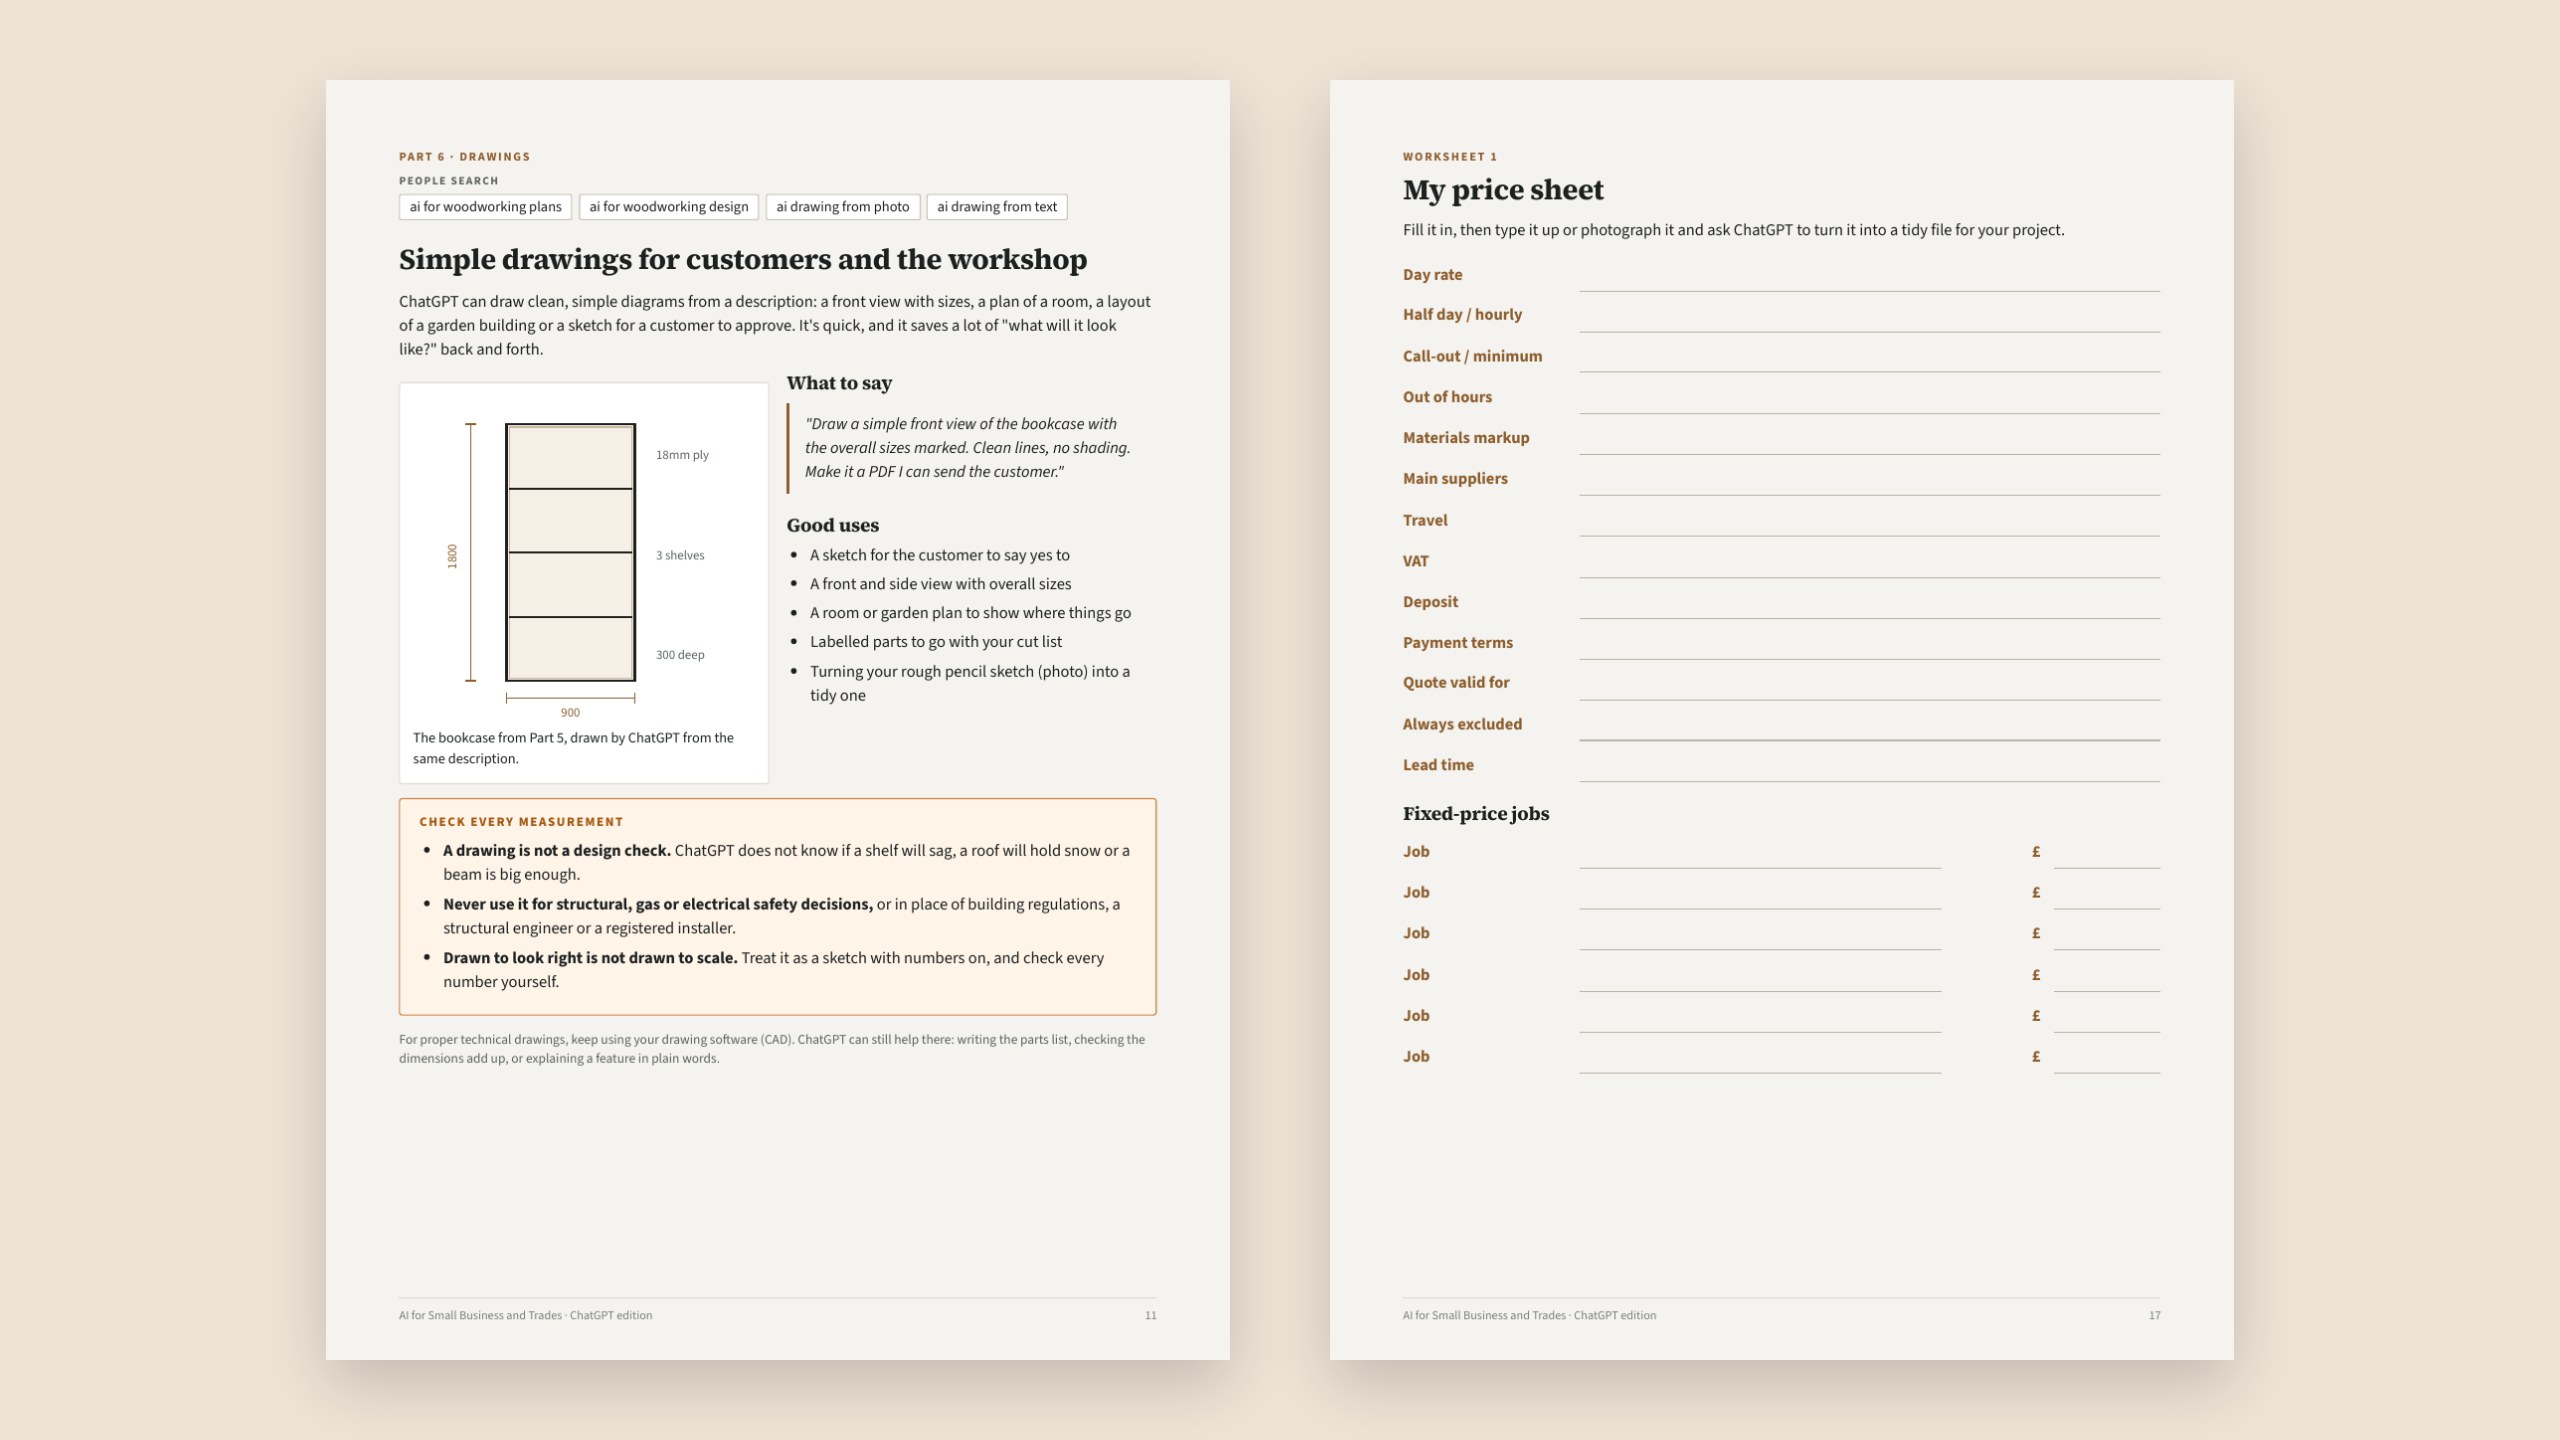 PART 6 · DRAWINGS
PEOPLE SEARCH
ai for woodworking plans
ai for woodworking design
ai drawing from photo
ai drawing from text
Simple drawings for customers and the workshop
ChatGPT can draw clean, simple diagrams from a description: a front view with sizes, a plan of a room, a layout
of a garden building or a sketch for a customer to approve. It's quick, and it saves a lot of "what will it look
like?" back and forth.
1800
18mm ply
3 shelves
300 deep
900
The bookcase from Part 5, drawn by ChatGPT from the
same description.
What to say
"Draw a simple front view of the bookcase with
the overall sizes marked. Clean lines, no shading.
Make it a PDF I can send the customer."
Good uses
• A sketch for the customer to say yes to
• A front and side view with overall sizes
• A room or garden plan to show where things go
• Labelled parts to go with your cut list
• Turning your rough pencil sketch (photo) into a
tidy one
CHECK EVERY MEASUREMENT
• A drawing is not a design check. ChatGPT does not know if a shelf will sag, a roof will hold snow or a
beam is big enough.
• Never use it for structural, gas or electrical safety decisions, or in place of building regulations, a
structural engineer or a registered installer.
• Drawn to look right is not drawn to scale. Treat it as a sketch with numbers on, and check every
number yourself.
For proper technical drawings, keep using your drawing software (CAD). ChatGPT can still help there: writing the parts list, checking the
dimensions add up, or explaining a feature in plain words.
AI for Small Business and Trades · ChatGPT edition
11
WORKSHEET 1
My price sheet
Fill it in, then type it up or photograph it and ask ChatGPT to turn it into a tidy file for your project.
Day rate
Half day / hourly
Call-out / minimum
Out of hours
Materials markup
Main suppliers
Travel
VAT
Deposit
Payment terms
Quote valid for
Always excluded
Lead time
Fixed-price jobs
Job £
Job £
Job £
Job £
Job £
Job £
AI for Small Business and Trades · ChatGPT edition
17